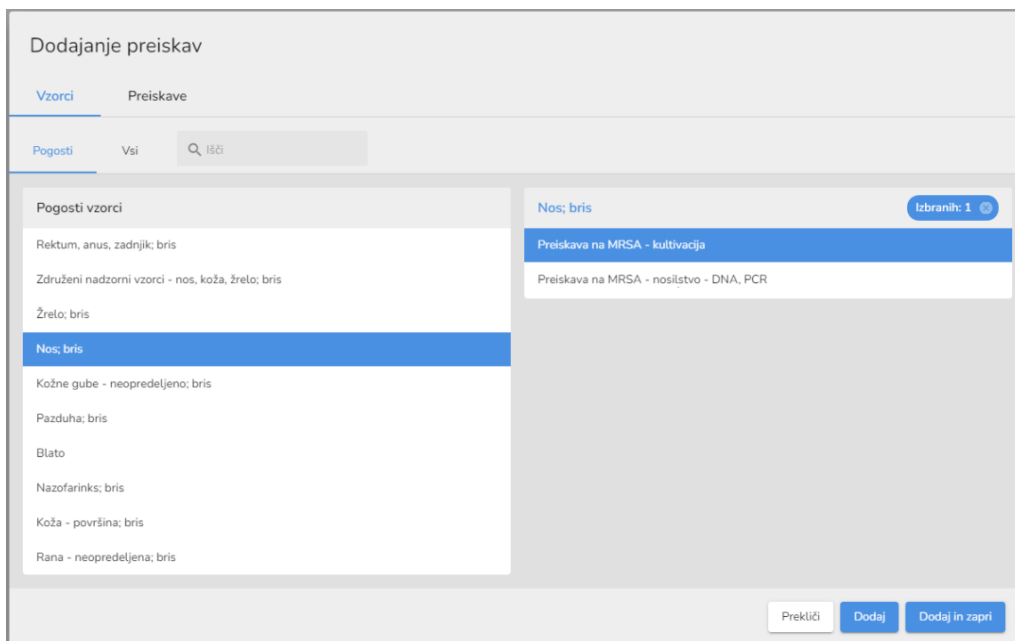 Dodajanje preiskav
Vzorci Preiskave
Pogosti Vsi Išči
Pogosti vzorci
Rektum, anus, zadnjik; bris
Združeni nadzorni vzorci - nos, koža, žrelo; bris
Žrelo; bris
Nos; bris
Kožne gube - neopredeljeno; bris
Pazduha; bris
Blato
Nazofarinks; bris
Koža - površina; bris
Rana - neopredeljena; bris
Nos; bris Izbranih: 1
Preiskava na MRSA - kultivacija
Preiskava na MRSA - nosilstvo - DNA, PCR
Prekliči Dodaj Dodaj in zapri